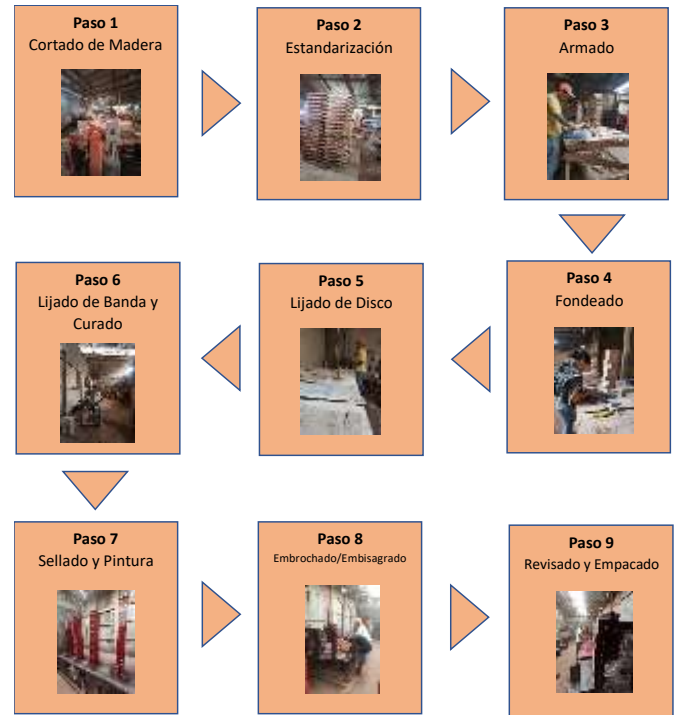 Paso 1
Cortado de Madera
Paso 2
Estandarización
Paso 3
Armado
Paso 4
Fondeado
Paso 5
Lijado de Disco
Paso 6
Lijado de Banda y
Curado
Paso 7
Sellado y Pintura
Paso 8
Embrochado/Embisagrado
Paso 9
Revisado y Empacado